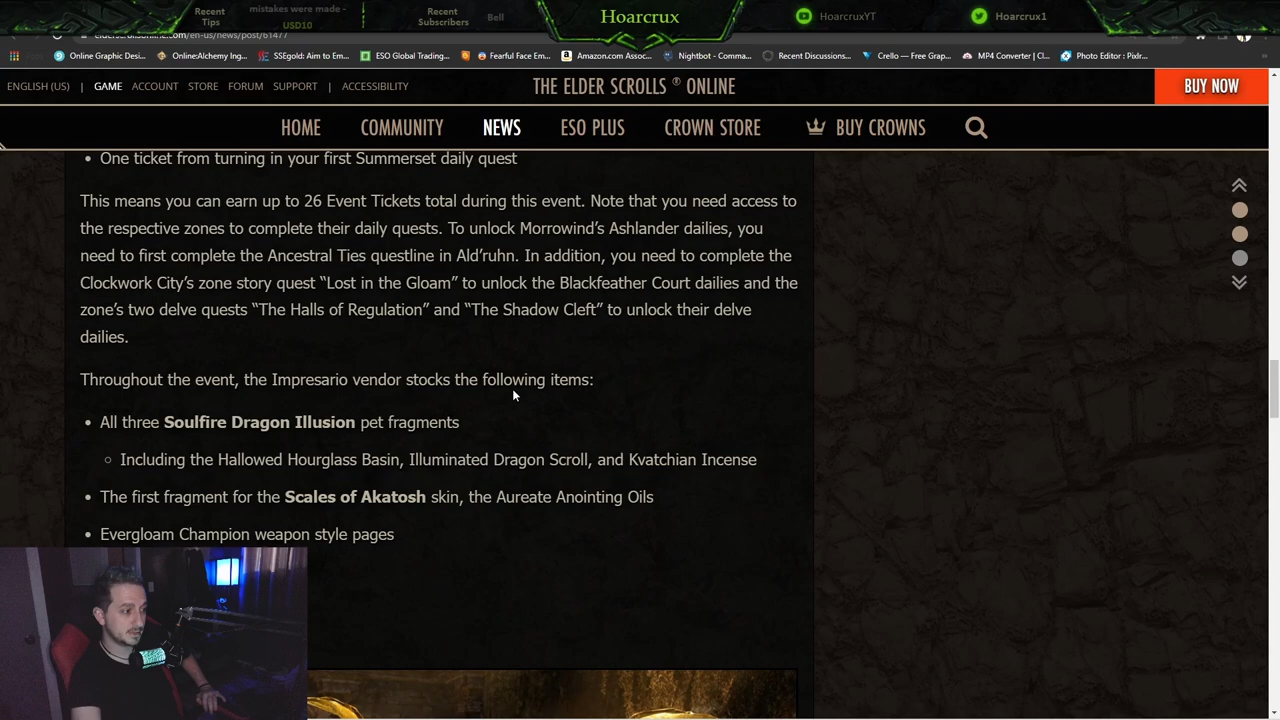 Recent
Tips
mistakes were made -
USD10
Recent
Subscribers
Bell
Hoarcrux
HoarcruxYT
Hoarcrux1
elderscrollsonline.com/en-us/news/post/61477
Online Graphic Desi...
OnlineAlchemy Ing...
SSEgold: Aim to Em...
ESO Global Trading...
Fearful Face Em...
Amazon.com Assoc...
Nightbot - Comma...
Recent Discussions...
Crello — Free Grap...
MP4 Converter | Cl...
Photo Editor : Pixlr...
ENGLISH (US) | GAME ACCOUNT STORE FORUM SUPPORT | ACCESSIBILITY
THE ELDER SCROLLS ® ONLINE
BUY NOW
HOME COMMUNITY NEWS ESO PLUS CROWN STORE BUY CROWNS
• One ticket from turning in your first Summerset daily quest
This means you can earn up to 26 Event Tickets total during this event. Note that you need access to
the respective zones to complete their daily quests. To unlock Morrowind’s Ashlander dailies, you
need to first complete the Ancestral Ties questline in Ald’ruhn. In addition, you need to complete the
Clockwork City’s zone story quest “Lost in the Gloam” to unlock the Blackfeather Court dailies and the
zone’s two delve quests “The Halls of Regulation” and “The Shadow Cleft” to unlock their delve
dailies.
Throughout the event, the Impresario vendor stocks the following items:
• All three Soulfire Dragon Illusion pet fragments
○ Including the Hallowed Hourglass Basin, Illuminated Dragon Scroll, and Kvatchian Incense
• The first fragment for the Scales of Akatosh skin, the Aureate Anointing Oils
• Evergloam Champion weapon style pages